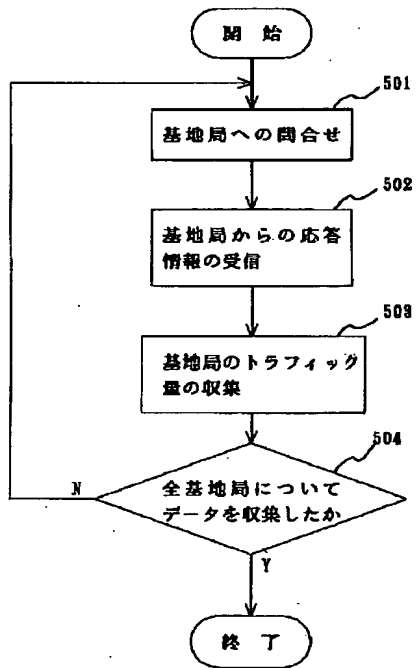 開始
501
基地局への問合せ
502
基地局からの応答
情報の受信
503
基地局のトラフィック
量の収集
504
全基地局について
データを収集したか
N
Y
終了